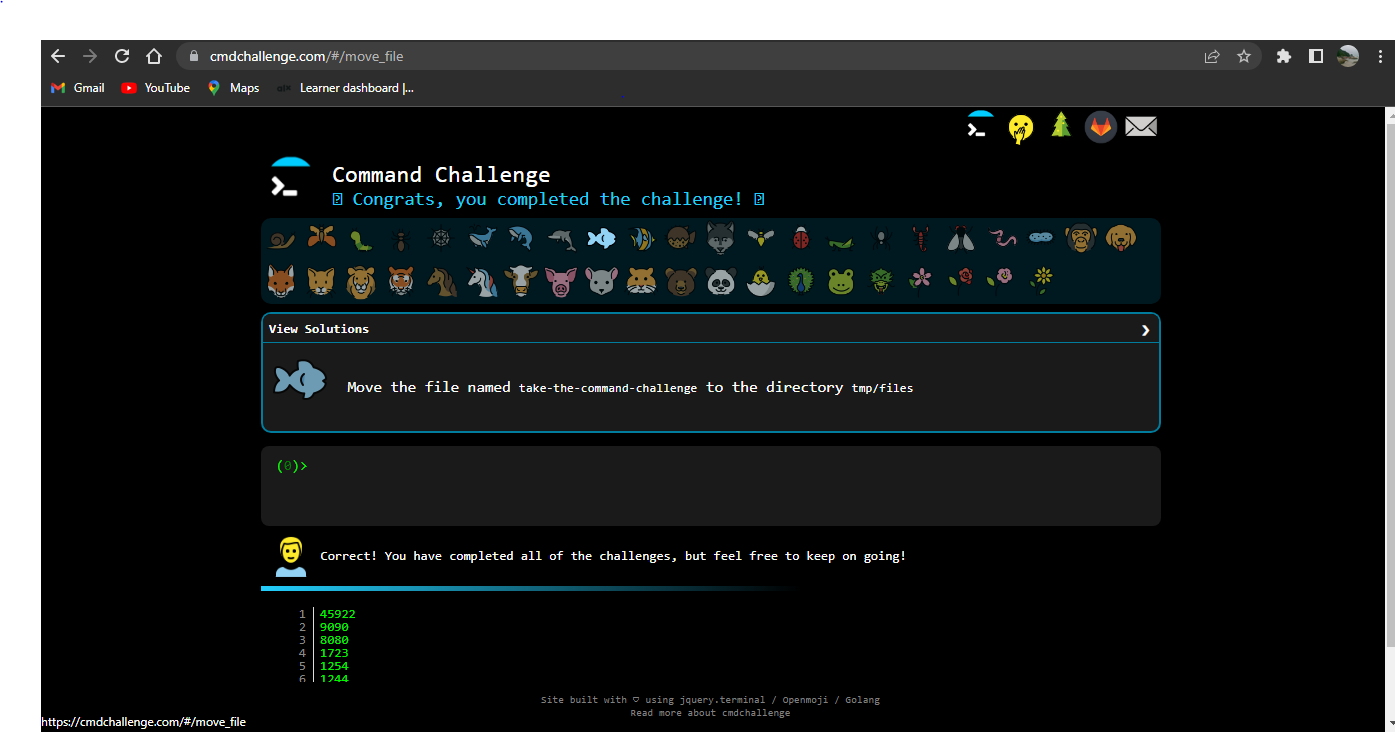 cmdchallenge.com/#/move_file
Gmail YouTube Maps Learner dashboard |...
Command Challenge
Congrats, you completed the challenge!
View Solutions
Move the file named take-the-command-challenge to the directory tmp/files
(0)>
Correct! You have completed all of the challenges, but feel free to keep on going!
1 45922
2 9090
3 8080
4 1723
5 1254
6 1244
Site built with ♡ using jquery.terminal / Openmoji / Golang
Read more about cmdchallenge
https://cmdchallenge.com/#/move_file